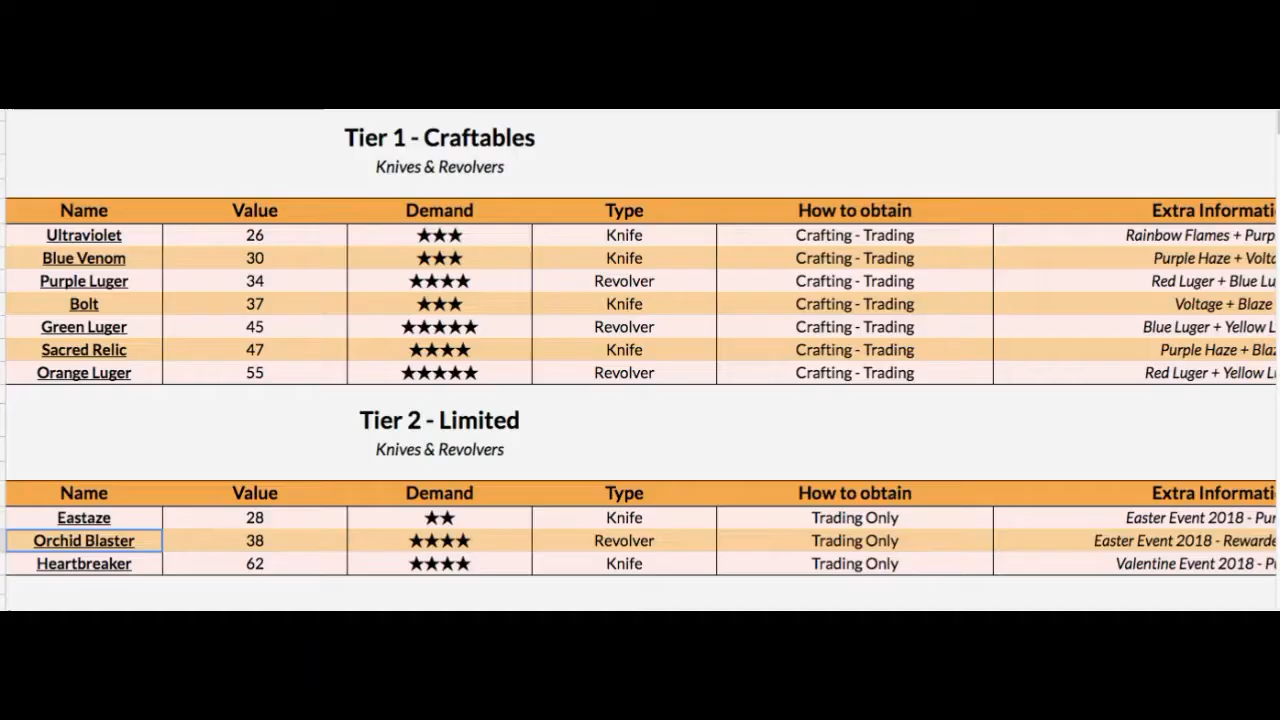 Tier 1 - Craftables
Knives & Revolvers
Name Value Demand Type How to obtain Extra Informati
Ultraviolet 26 ★★★ Knife Crafting - Trading Rainbow Flames + Purp
Blue Venom 30 ★★★ Knife Crafting - Trading Purple Haze + Volta
Purple Luger 34 ★★★★ Revolver Crafting - Trading Red Luger + Blue Lu
Bolt 37 ★★★ Knife Crafting - Trading Voltage + Blaze
Green Luger 45 ★★★★★ Revolver Crafting - Trading Blue Luger + Yellow L
Sacred Relic 47 ★★★★ Knife Crafting - Trading Purple Haze + Blaz
Orange Luger 55 ★★★★★ Revolver Crafting - Trading Red Luger + Yellow L
Tier 2 - Limited
Knives & Revolvers
Name Value Demand Type How to obtain Extra Informati
Eastaze 28 ★★ Knife Trading Only Easter Event 2018 - Pur
Orchid Blaster 38 ★★★★ Revolver Trading Only Easter Event 2018 - Rewarde
Heartbreaker 62 ★★★★ Knife Trading Only Valentine Event 2018 - P